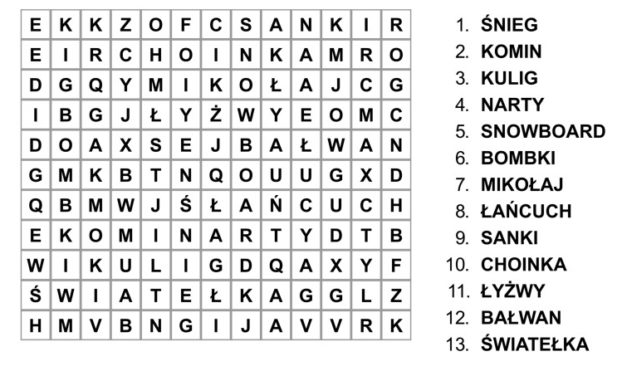 E K K Z O F C S A N K I R
E I R C H O I N K A M R O
D G Q Y M I K O Ł A J C G
I B G J Ł Y Ż W Y E O M C
D O A X S E J B A Ł W A N
G M K B T N Q O U U G X D
Q B M W J Ś Ł A Ń C U C H
E K O M I N A R T Y D T B
W I K U L I G D Q A X Y F
Ś W I A T E Ł K A G G L Z
H M V B N G I J A V V R K
1. ŚNIEG
2. KOMIN
3. KULIG
4. NARTY
5. SNOWBOARD
6. BOMBKI
7. MIKOŁAJ
8. ŁAŃCUCH
9. SANKI
10. CHOINKA
11. ŁYŻWY
12. BAŁWAN
13. ŚWIATEŁKA